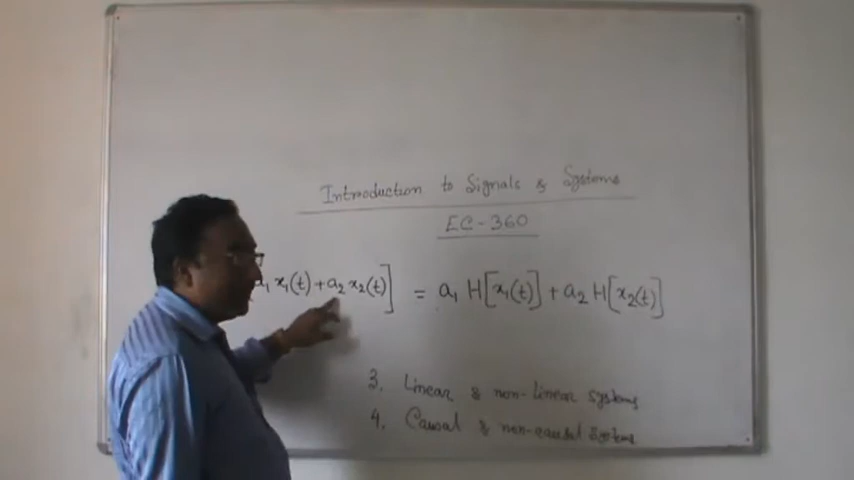 Introduction to Signals & Systems
EC-360
a₁ x₁(t) + a₂ x₂(t)] = a₁ H[x₁(t)] + a₂ H[x₂(t)]
3. Linear & non-linear systems
4. Causal & non-causal systems